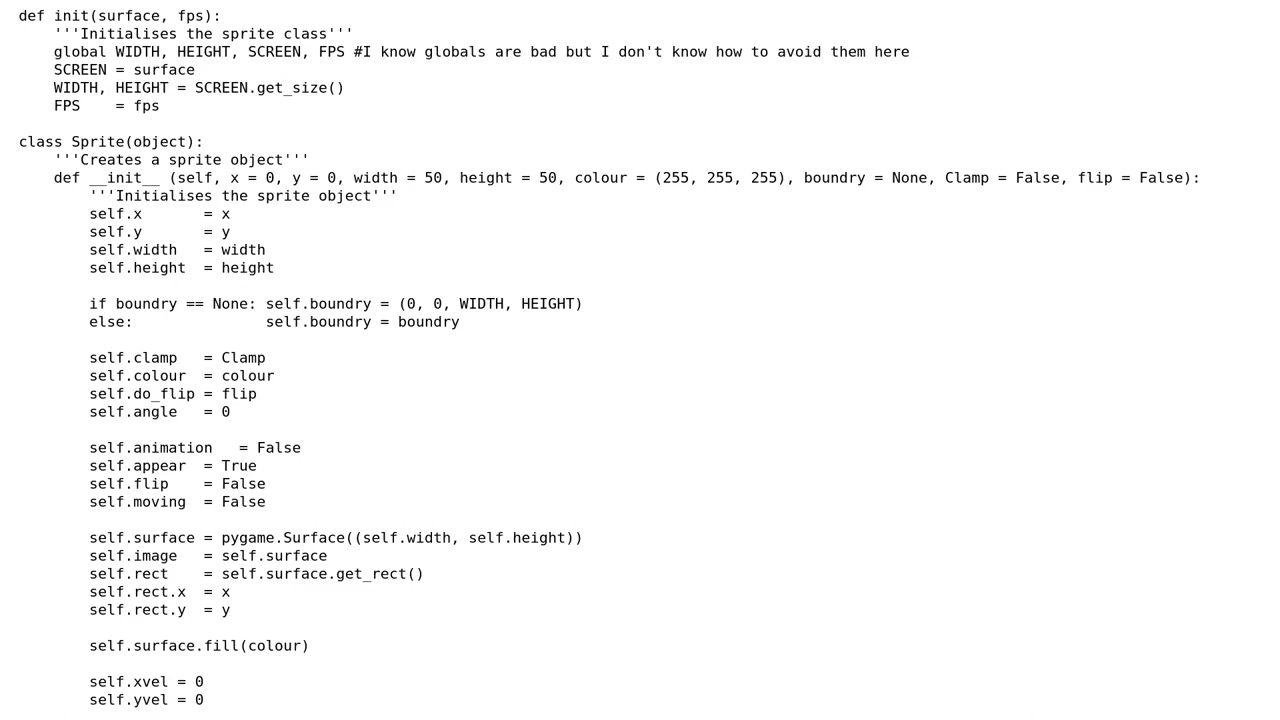 def init(surface, fps):
    '''Initialises the sprite class'''
    global WIDTH, HEIGHT, SCREEN, FPS #I know globals are bad but I don't know how to avoid them here
    SCREEN = surface
    WIDTH, HEIGHT = SCREEN.get_size()
    FPS    = fps

class Sprite(object):
    '''Creates a sprite object'''
    def __init__ (self, x = 0, y = 0, width = 50, height = 50, colour = (255, 255, 255), boundry = None, Clamp = False, flip = False):
        '''Initialises the sprite object'''
        self.x       = x
        self.y       = y
        self.width   = width
        self.height  = height

        if boundry == None: self.boundry = (0, 0, WIDTH, HEIGHT)
        else:               self.boundry = boundry

        self.clamp   = Clamp
        self.colour  = colour
        self.do_flip = flip
        self.angle   = 0

        self.animation   = False
        self.appear  = True
        self.flip    = False
        self.moving  = False

        self.surface = pygame.Surface((self.width, self.height))
        self.image   = self.surface
        self.rect    = self.surface.get_rect()
        self.rect.x  = x
        self.rect.y  = y

        self.surface.fill(colour)

        self.xvel = 0
        self.yvel = 0